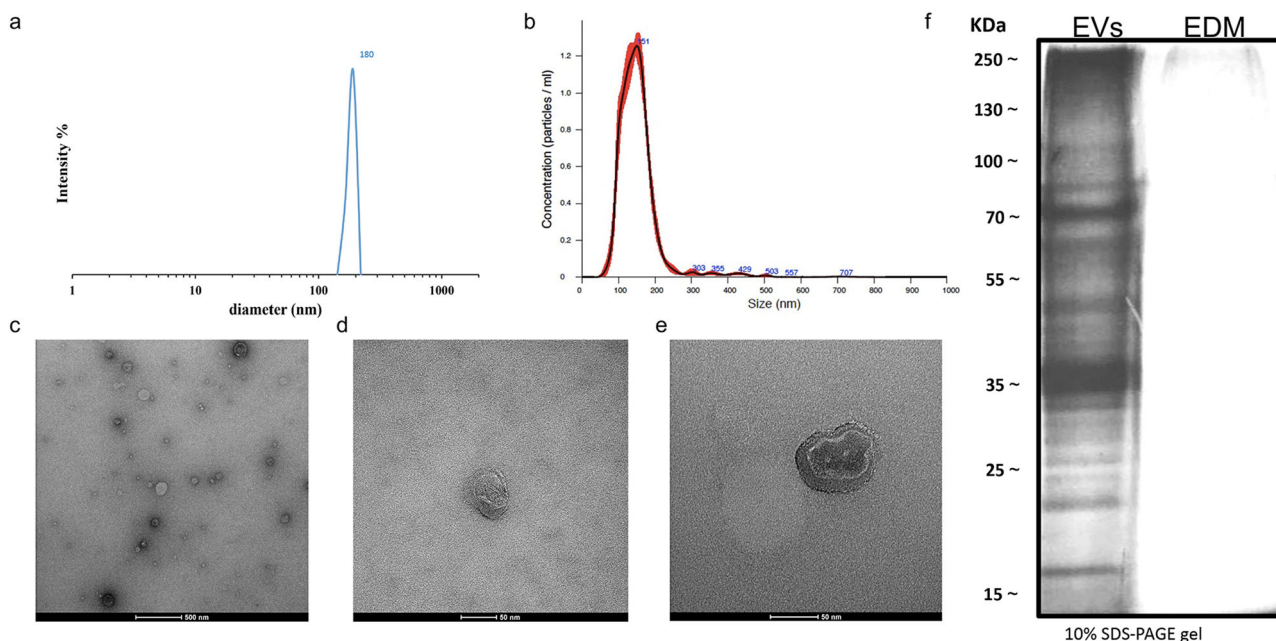 a
180
Intensity %
1 10 100 1000
diameter (nm)
b
151
1.2
1.0
0.8
0.6
0.4
0.2
0
303 355 429 503 557 707
0 100 200 300 400 500 600 700 800 900 1000
Concentration (particles / ml)
Size (nm)
c
500 nm
d
50 nm
e
50 nm
f
KDa EVs EDM
250 ~
130 ~
100 ~
70 ~
55 ~
35 ~
25 ~
15 ~
10% SDS-PAGE gel